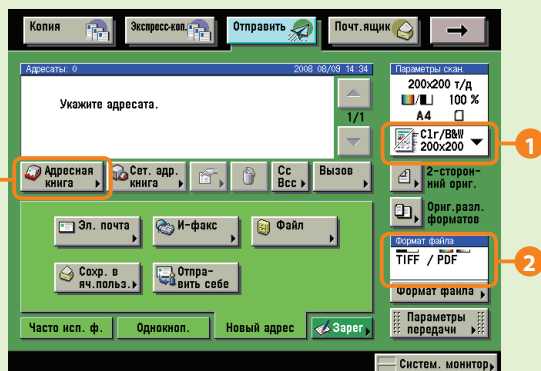 Копия
Экспресс-коп.
Отправить
Почт.ящик
Адресаты: 0
2008 08/09 14:34
Укажите адресата.
1/1
Параметры скан.
200x200 т/д
100 %
A4
Clr/B&W
200x200
1
Адресная
книга
Сет. адр.
книга
Cc
Bcc
Вызов
2-сторон-
ний ориг.
Ориг.разл.
форматов
Эл. почта
И-факс
Файл
Сохр. в
яч.польз.
Отпра-
вить себе
Формат файла
TIFF / PDF
2
Формат файла
Часто исп. ф.
Однокноп.
Новый адрес
Зарег.
Параметры
передачи
Систем. монитор